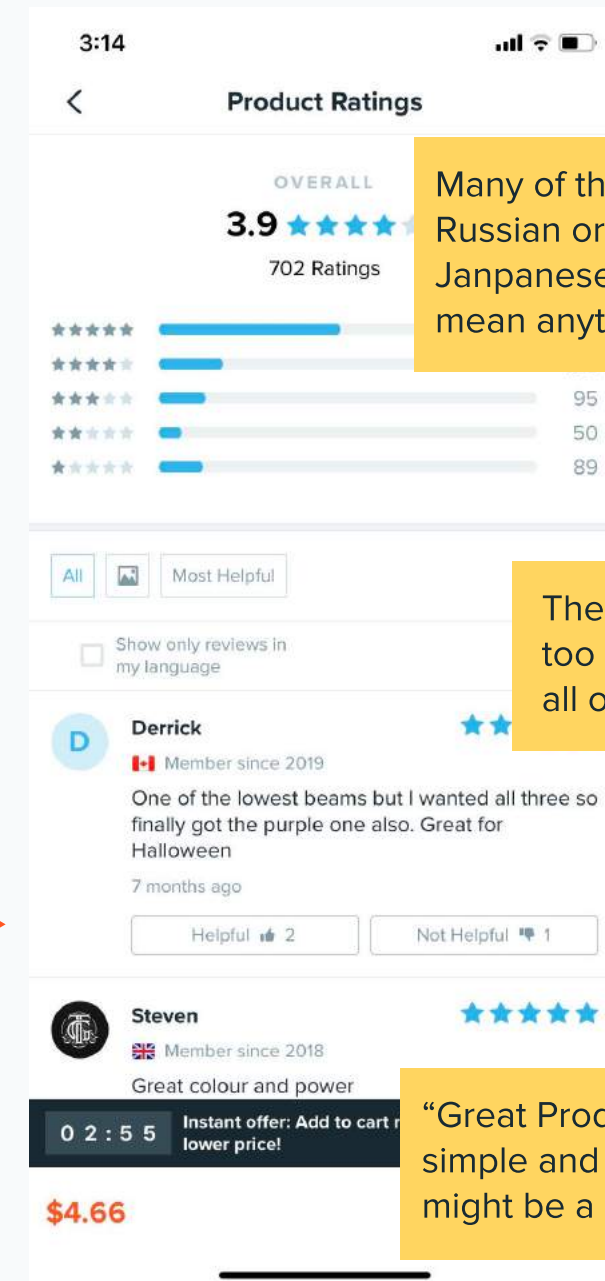 3:14
Product Ratings
OVERALL
3.9
702 Ratings
Many of th
Russian or
Janpanese
mean anyt
95
50
89
All
Most Helpful
Show only reviews in
my language
The
too
all o
D
Derrick
Member since 2019
One of the lowest beams but I wanted all three so
finally got the purple one also. Great for
Halloween
7 months ago
Helpful 2
Not Helpful 1
Steven
Member since 2018
Great colour and power
02:55
Instant offer: Add to cart
lower price!
“Great Prod
simple and
might be a
$4.66